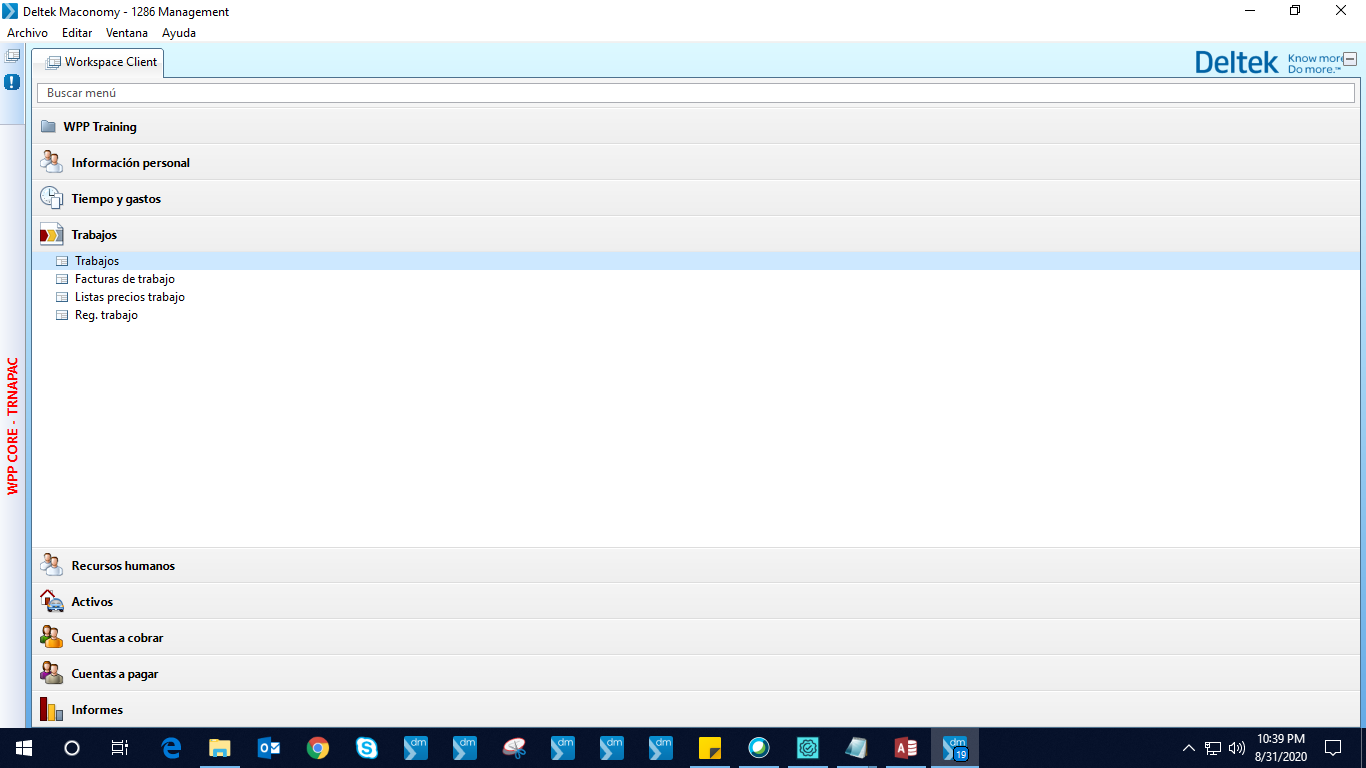 Deltek Maconomy - 1286 Management
Archivo Editar Ventana Ayuda
Workspace Client
Deltek Know more Do more.™
Buscar menú
WPP Training
Información personal
Tiempo y gastos
Trabajos
Trabajos
Facturas de trabajo
Listas precios trabajo
Reg. trabajo
WPP CORE - TRNAPAC
Recursos humanos
Activos
Cuentas a cobrar
Cuentas a pagar
Informes
dm dm dm dm dm dm 19
10:39 PM
8/31/2020